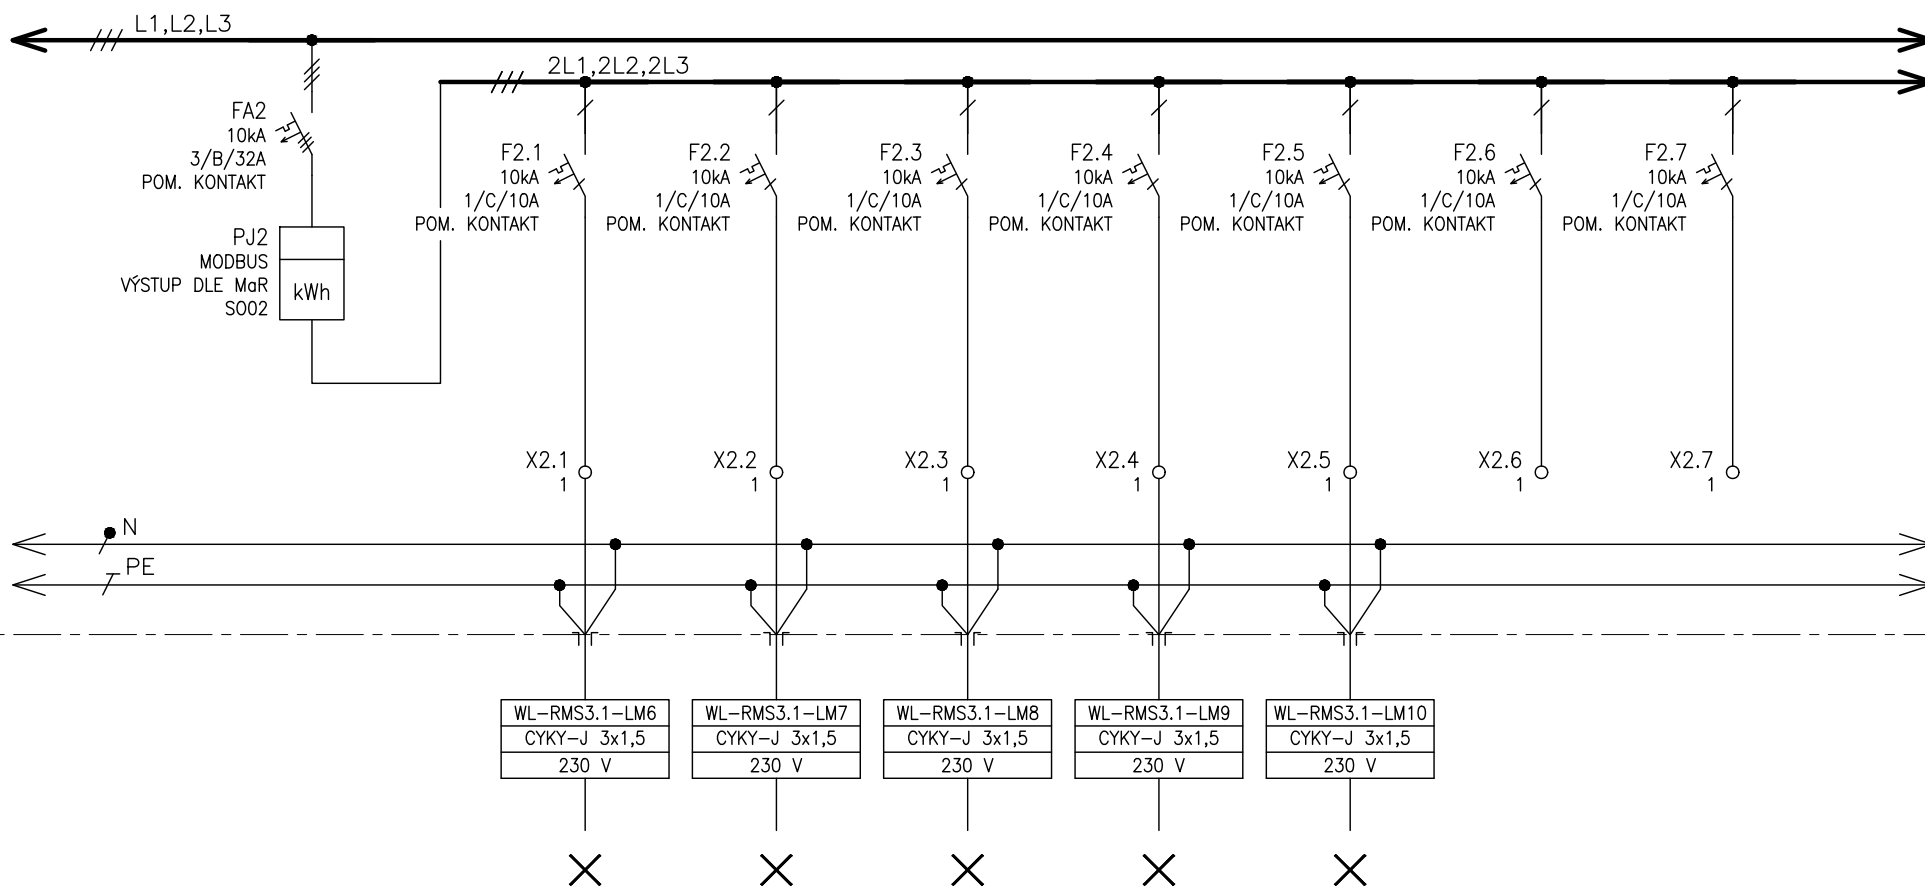 L1,L2,L3
2L1,2L2,2L3
FA2
10kA
3/B/32A
POM. KONTAKT
PJ2
MODBUS
VÝSTUP DLE MaR
S002
kWh
F2.1
10kA
1/C/10A
POM. KONTAKT
F2.2
10kA
1/C/10A
POM. KONTAKT
F2.3
10kA
1/C/10A
POM. KONTAKT
F2.4
10kA
1/C/10A
POM. KONTAKT
F2.5
10kA
1/C/10A
POM. KONTAKT
F2.6
10kA
1/C/10A
POM. KONTAKT
F2.7
10kA
1/C/10A
POM. KONTAKT
X2.1
1
X2.2
1
X2.3
1
X2.4
1
X2.5
1
X2.6
1
X2.7
1
N
PE
WL-RMS3.1-LM6
CYKY-J 3x1,5
230 V
WL-RMS3.1-LM7
CYKY-J 3x1,5
230 V
WL-RMS3.1-LM8
CYKY-J 3x1,5
230 V
WL-RMS3.1-LM9
CYKY-J 3x1,5
230 V
WL-RMS3.1-LM10
CYKY-J 3x1,5
230 V